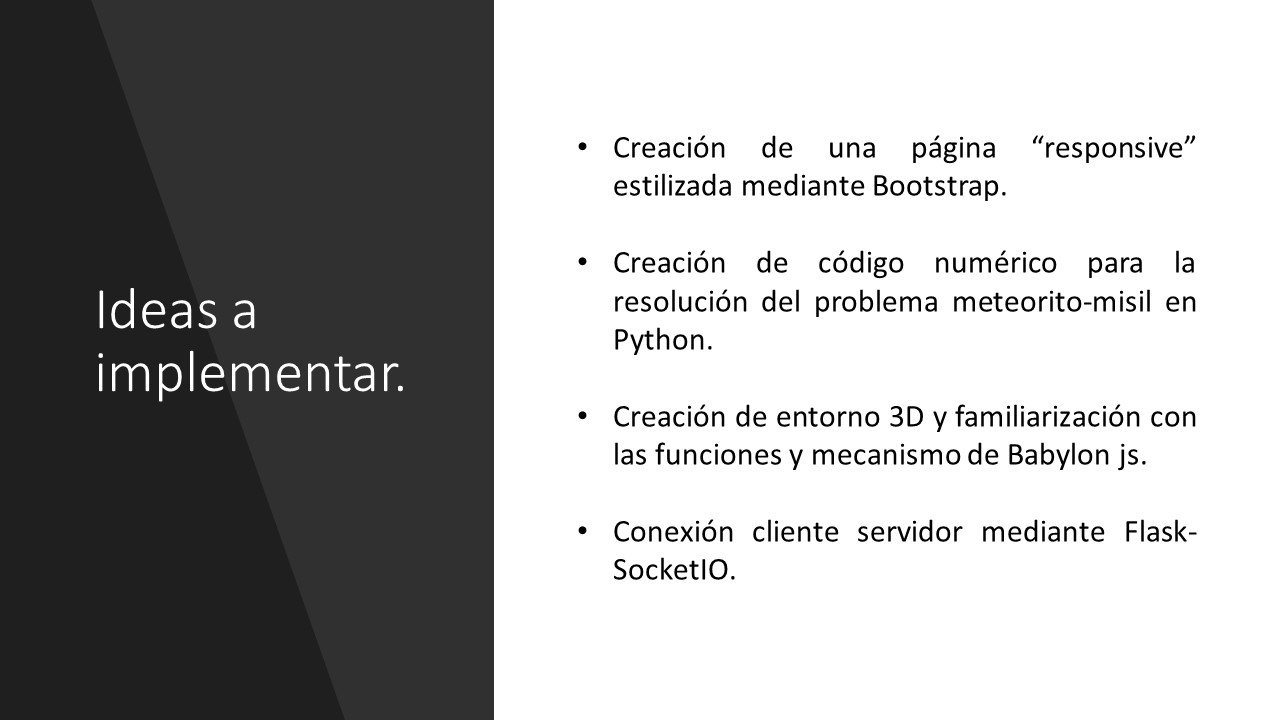 Ideas a
implementar.
• Creación de una página “responsive”
estilizada mediante Bootstrap.
• Creación de código numérico para la
resolución del problema meteorito-misil en
Python.
• Creación de entorno 3D y familiarización con
las funciones y mecanismo de Babylon js.
• Conexión cliente servidor mediante Flask-
SocketIO.